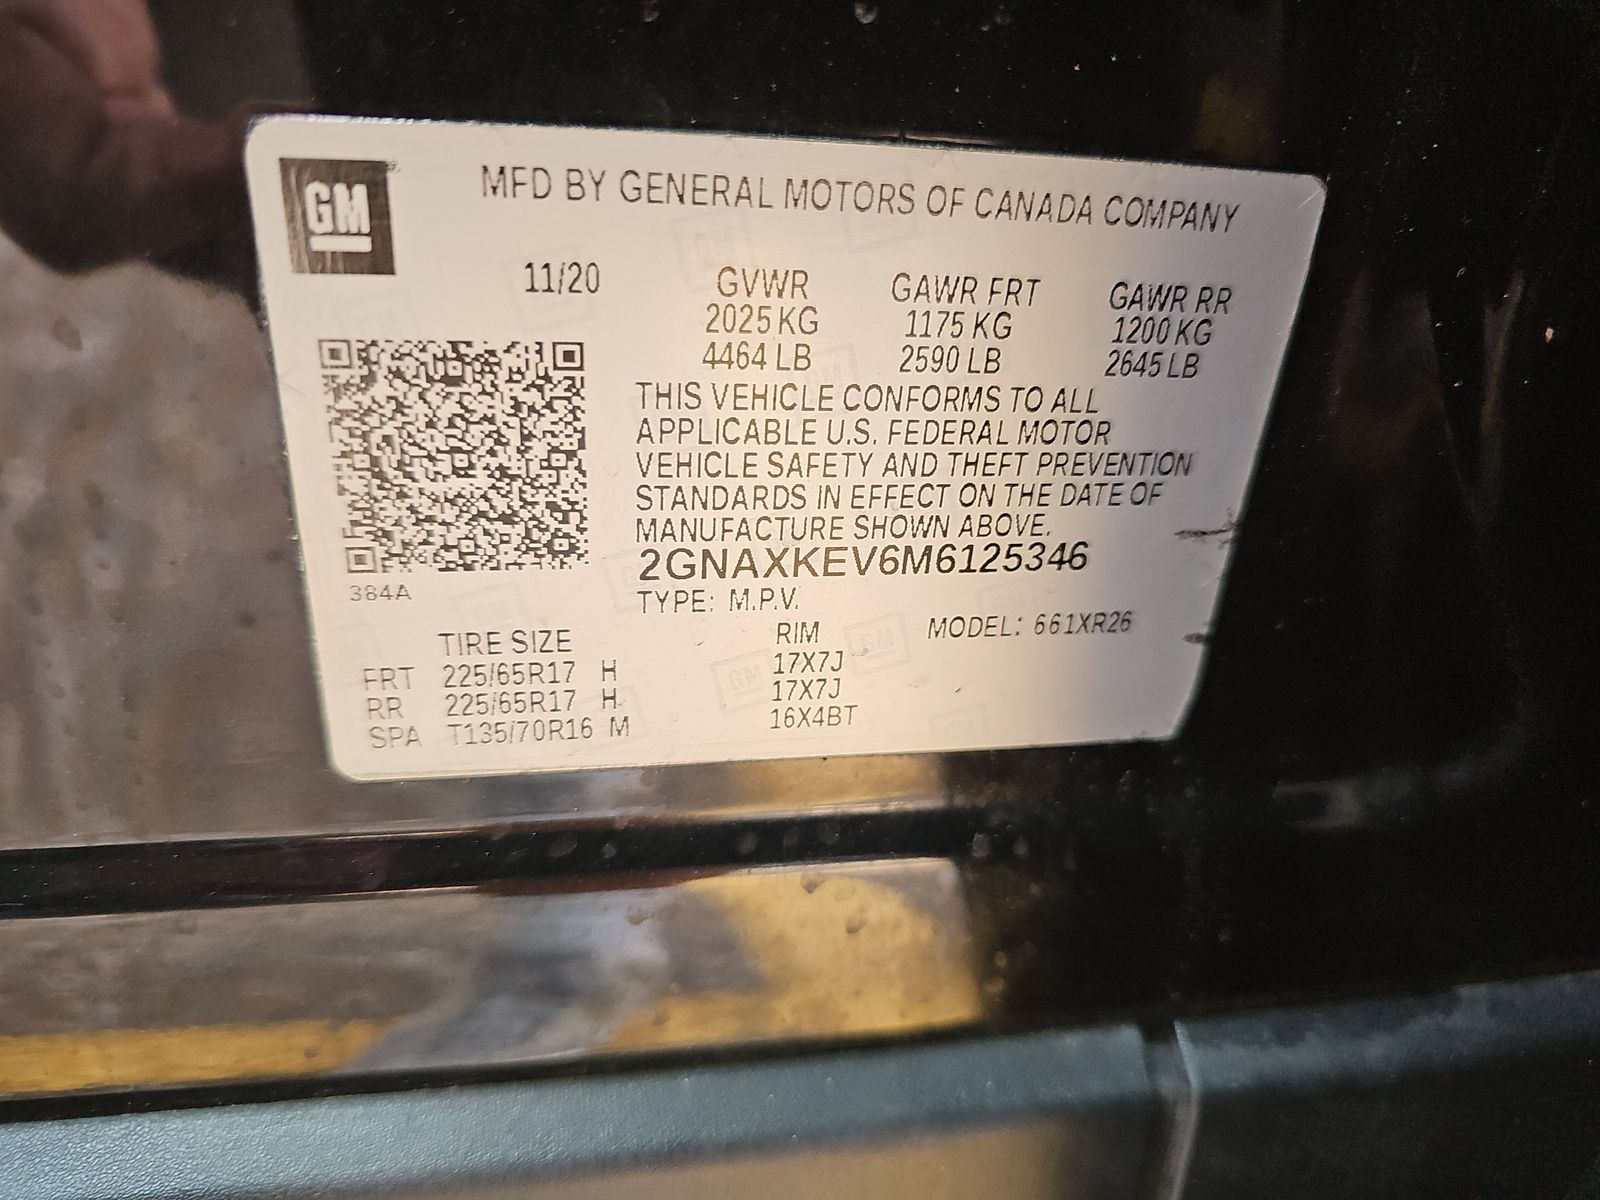 GM
MFD BY GENERAL MOTORS OF CANADA COMPANY
11/20 GVWR GAWR FRT GAWR RR
2025 KG 1175 KG 1200 KG
4464 LB 2590 LB 2645 LB
THIS VEHICLE CONFORMS TO ALL
APPLICABLE U.S. FEDERAL MOTOR
VEHICLE SAFETY AND THEFT PREVENTION
STANDARDS IN EFFECT ON THE DATE OF
MANUFACTURE SHOWN ABOVE.
2GNAXKEV6M6125346
384A
TYPE: M.P.V.
TIRE SIZE RIM MODEL: 661XR26
FRT 225/65R17 H 17X7J
RR 225/65R17 H 17X7J
SPA T135/70R16 M 16X4BT